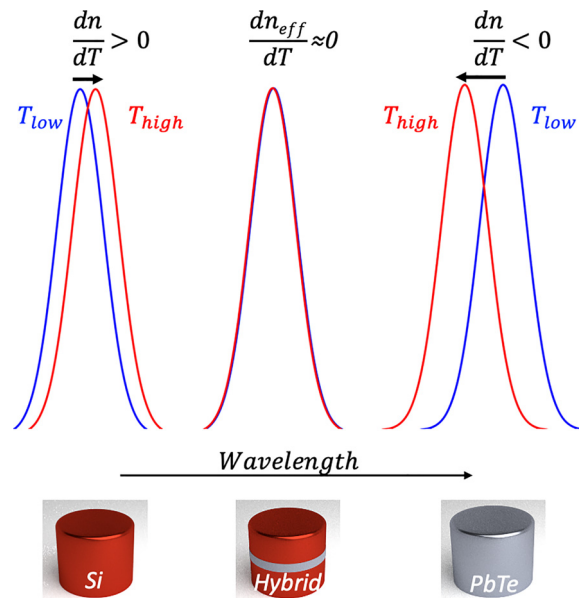 dn/dT > 0
dn_eff/dT ≈0
dn/dT < 0
T_low
T_high
T_high
T_low
Wavelength
Si
Hybrid
PbTe